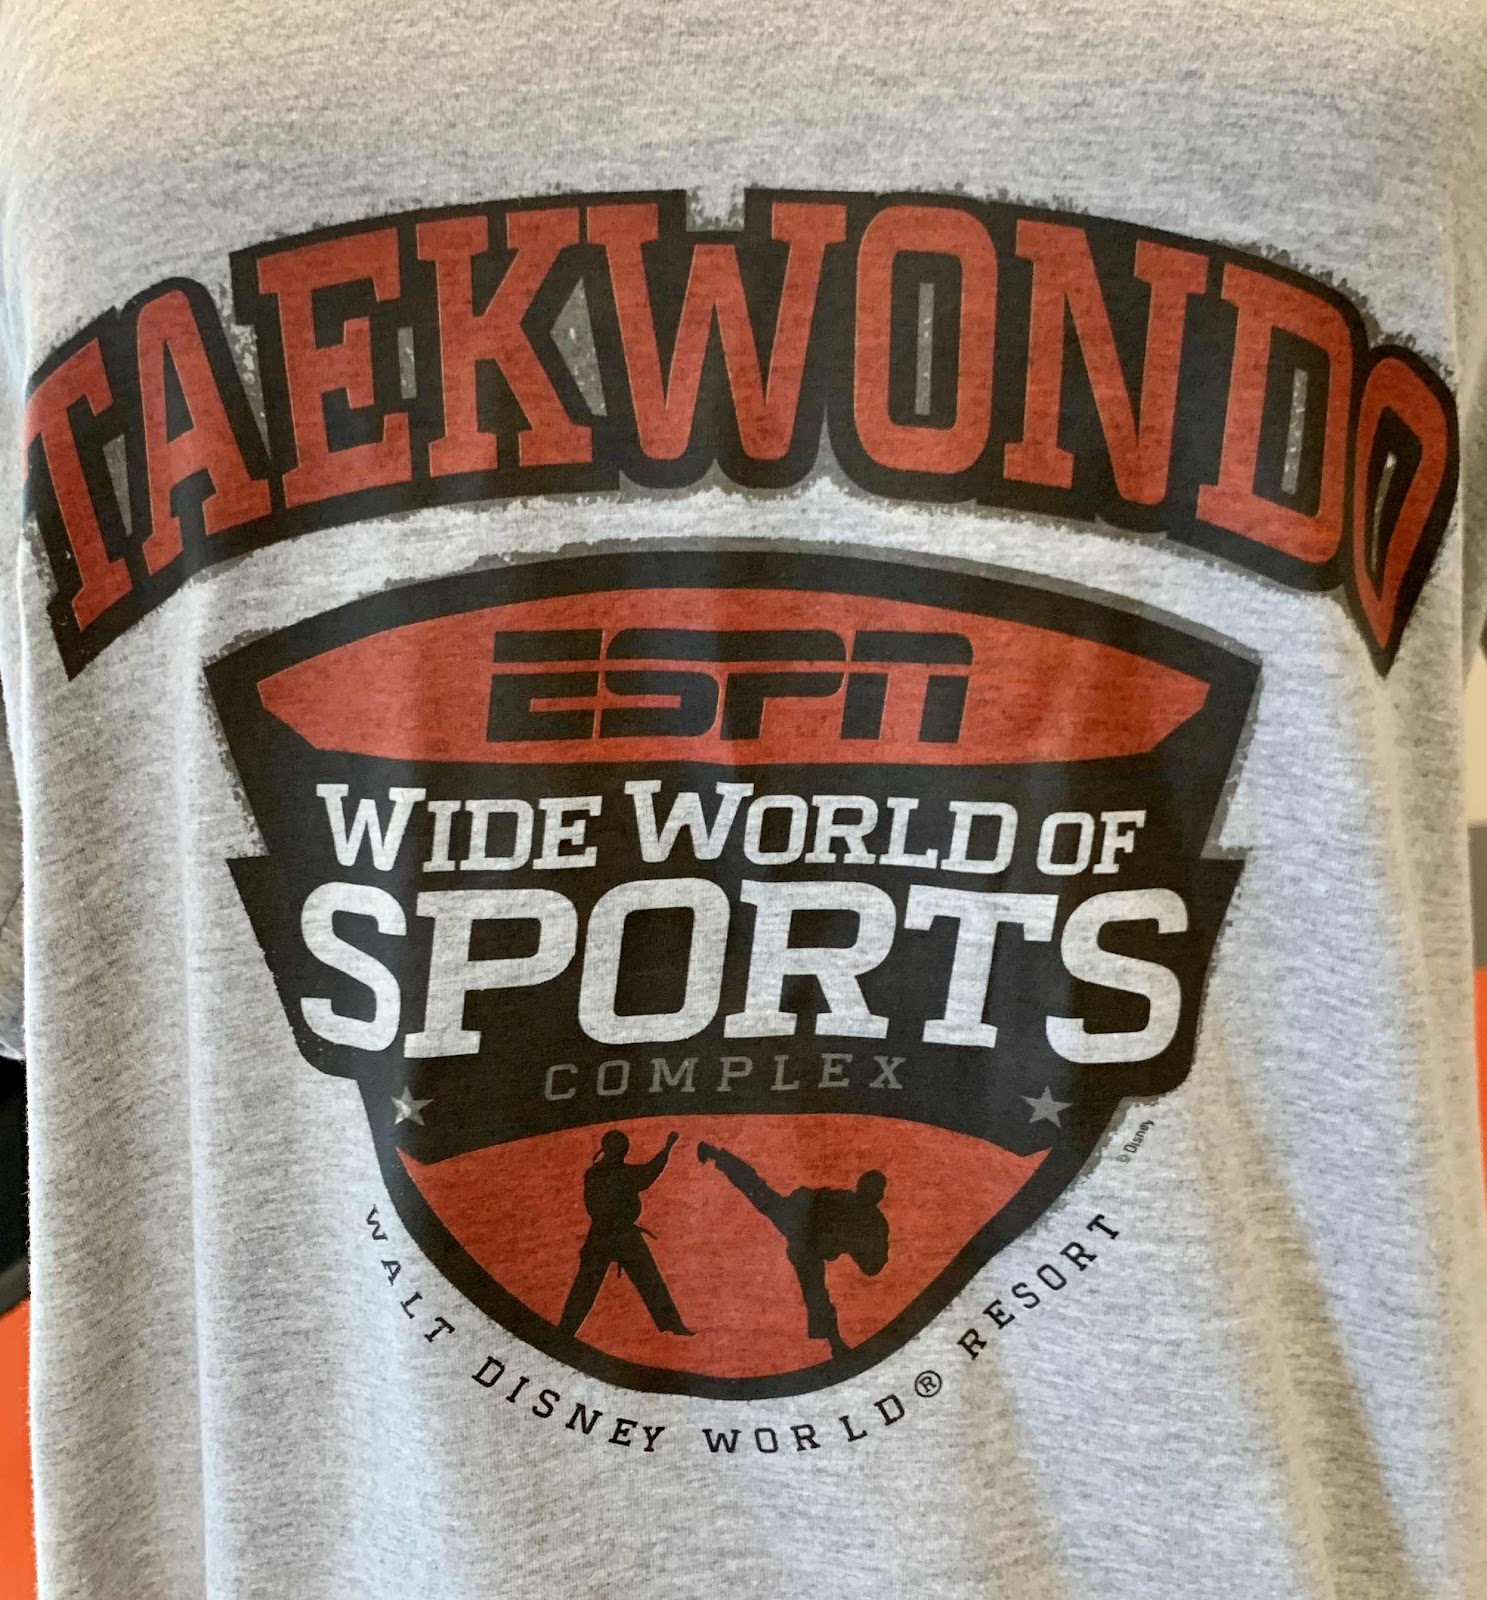 TAEKWONDO
ESPN
WIDE WORLD OF
SPORTS
COMPLEX
© Disney
WALT DISNEY WORLD® RESORT